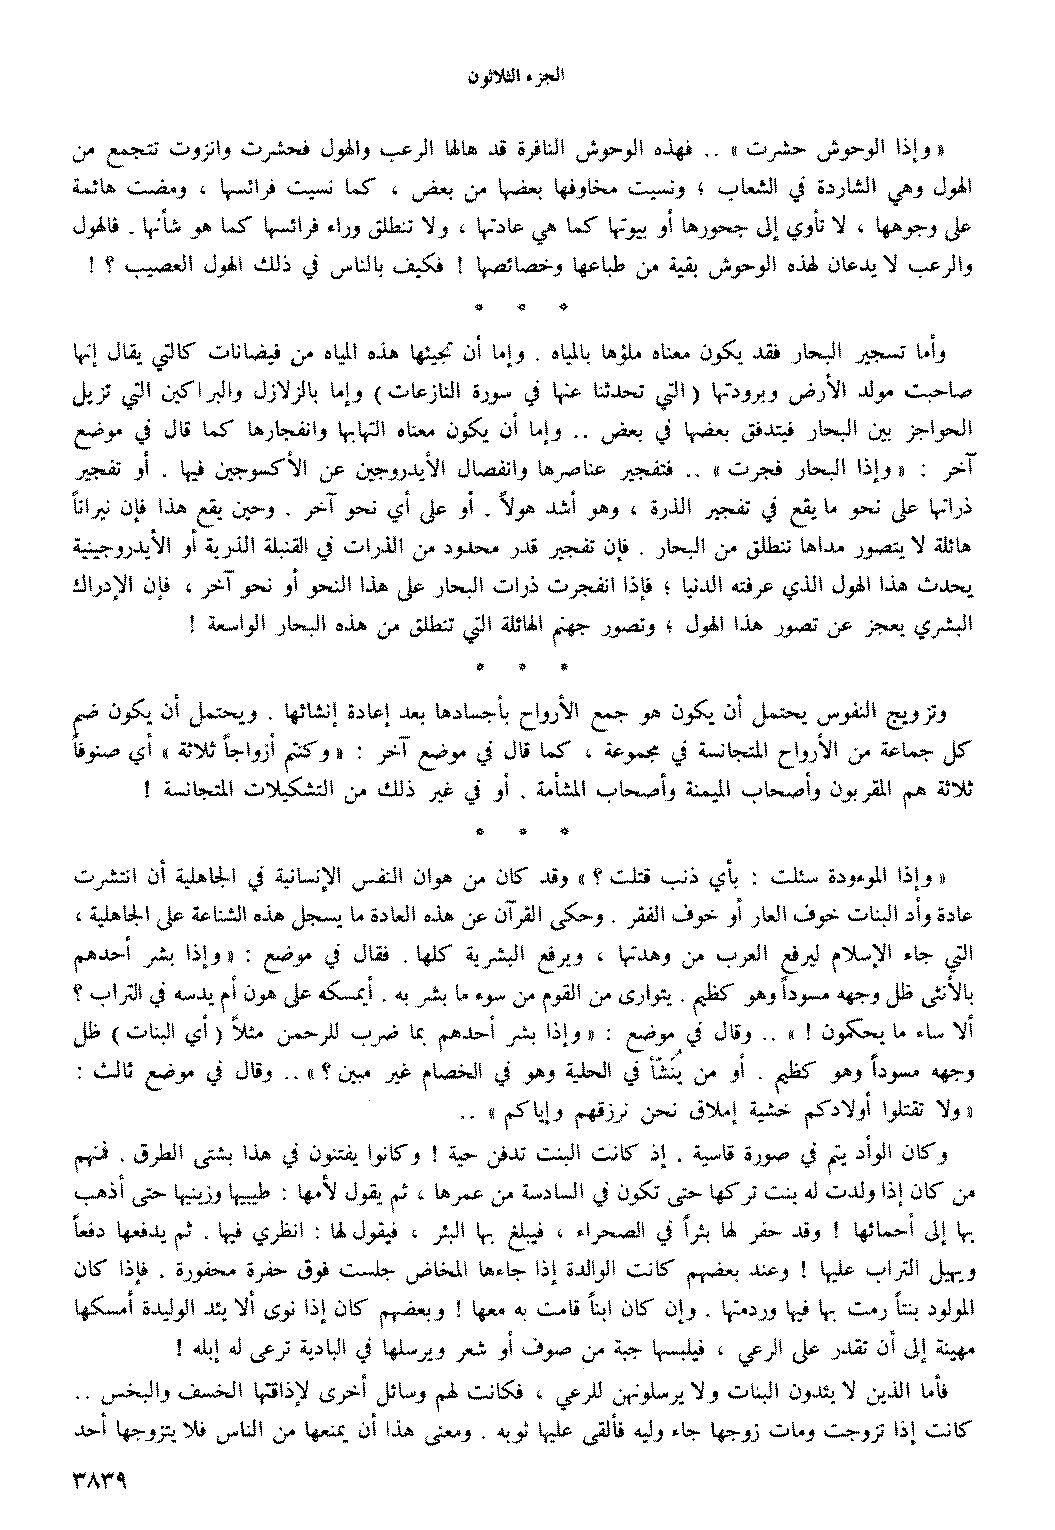 الجزء الثلاثون
« وإذا الوحوش حشرت » .. فهذه الوحوش النافرة قد هالها الرعب والهول فحشرت وانزوت تتجمع من
الهول وهي الشاردة في الشعاب ؛ ونسيت مخاوفها بعضها من بعض ، كما نسيت فرائسها ، ومضت هائمة
على وجوهها ، لا تأوي إلى جحورها أو بيوتها كما هي عادتها ، ولا تنطلق وراء فرائسها كما هو شأنها . فالهول
والرعب لا يدعان لهذه الوحوش بقية من طباعها وخصائصها ! فكيف بالناس في ذلك الهول العصيب ؟ !
* * *
وأما تسجير البحار فقد يكون معناه ملؤها بالمياه . وإما أن تجيئها هذه المياه من فيضانات كالتي يقال إنها
صاحبت مولد الأرض وبرودتها ( التي تحدثنا عنها في سورة النازعات ) وإما بالزلازل والبراكين التي تزيل
الحواجز بين البحار فيتدفق بعضها في بعض .. وإما أن يكون معناه التهابها وانفجارها كما قال في موضع
آخر : « وإذا البحار فجرت » .. فتفجير عناصرها وانفصال الأيدروجين عن الأكسوجين فيها . أو تفجير
ذراتها على نحو ما يقع في تفجير الذرة ، وهو أشد هولاً . أو على أي نحو آخر . وحين يقع هذا فإن نيراناً
هائلة لا يتصور مداها تنطلق من البحار . فإن تفجير قدر محدود من الذرات في القنبلة الذرية أو الأيدروجينية
يحدث هذا الهول الذي عرفته الدنيا ؛ فإذا انفجرت ذرات البحار على هذا النحو أو نحو آخر ، فإن الإدراك
البشري يعجز عن تصور هذا الهول ؛ وتصور جهنم الهائلة التي تنطلق من هذه البحار الواسعة !
* * *
وتزويج النفوس يحتمل أن يكون هو جمع الأرواح بأجسادها بعد إعادة إنشائها . ويحتمل أن يكون ضم
كل جماعة من الأرواح المتجانسة في مجموعة ، كما قال في موضع آخر : « وكنتم أزواجاً ثلاثة » أي صنوفاً
ثلاثة هم المقربون وأصحاب الميمنة وأصحاب المشأمة . أو في غير ذلك من التشكيلات المتجانسة !
* * *
« وإذا الموءودة سئلت : بأي ذنب قتلت ؟ » وقد كان من هوان النفس الإنسانية في الجاهلية أن انتشرت
عادة وأد البنات خوف العار أو خوف الفقر . وحكى القرآن عن هذه العادة ما يسجل هذه الشناعة على الجاهلية ،
التي جاء الإسلام ليرفع العرب من وهدتها ، ويرفع البشرية كلها . فقال في موضع : « وإذا بشر أحدهم
بالأنثى ظل وجهه مسوداً وهو كظيم . يتوارى من القوم من سوء ما بشر به . أيمسكه على هون أم يدسه في التراب ؟
ألا ساء ما يحكمون ! » .. وقال في موضع : « وإذا بشر أحدهم بما ضرب للرحمن مثلاً ( أي البنات ) ظل
وجهه مسوداً وهو كظيم . أو من يُنَشَّأ في الحلية وهو في الخصام غير مبين ؟ » .. وقال في موضع ثالث :
« ولا تقتلوا أولادكم خشية إملاق نحن نرزقهم وإياكم » ..
وكان الوأد يتم في صورة قاسية . إذ كانت البنت تدفن حية ! وكانوا يفتنون في هذا بشتى الطرق . فمنهم
من كان إذا ولدت له بنت تركها حتى تكون في السادسة من عمرها ، ثم يقول لأمها : طيبيها وزينيها حتى أذهب
بها إلى أحمائها ! وقد حفر لها بئراً في الصحراء ، فيبلغ بها البئر ، فيقول لها : انظري فيها . ثم يدفعها دفعاً
ويهيل التراب عليها ! وعند بعضهم كانت الوالدة إذا جاءها المخاض جلست فوق حفرة محفورة . فإذا كان
المولود بنتاً رمت بها فيها وردمتها . وإن كان ابناً قامت به معها ! وبعضهم كان إذا نوى ألا يئد الوليدة أمسكها
مهينة إلى أن تقدر على الرعي ، فيلبسها جبة من صوف أو شعر ويرسلها في البادية ترعى له إبله !
فأما الذين لا يئدون البنات ولا يرسلونهن للرعي ، فكانت لهم وسائل أخرى لإذاقتها الخسف والبخس ..
كانت إذا تزوجت ومات زوجها جاء وليه فألقى عليها ثوبه . ومعنى هذا أن يمنعها من الناس فلا يتزوجها أحد
٣٨٣٩